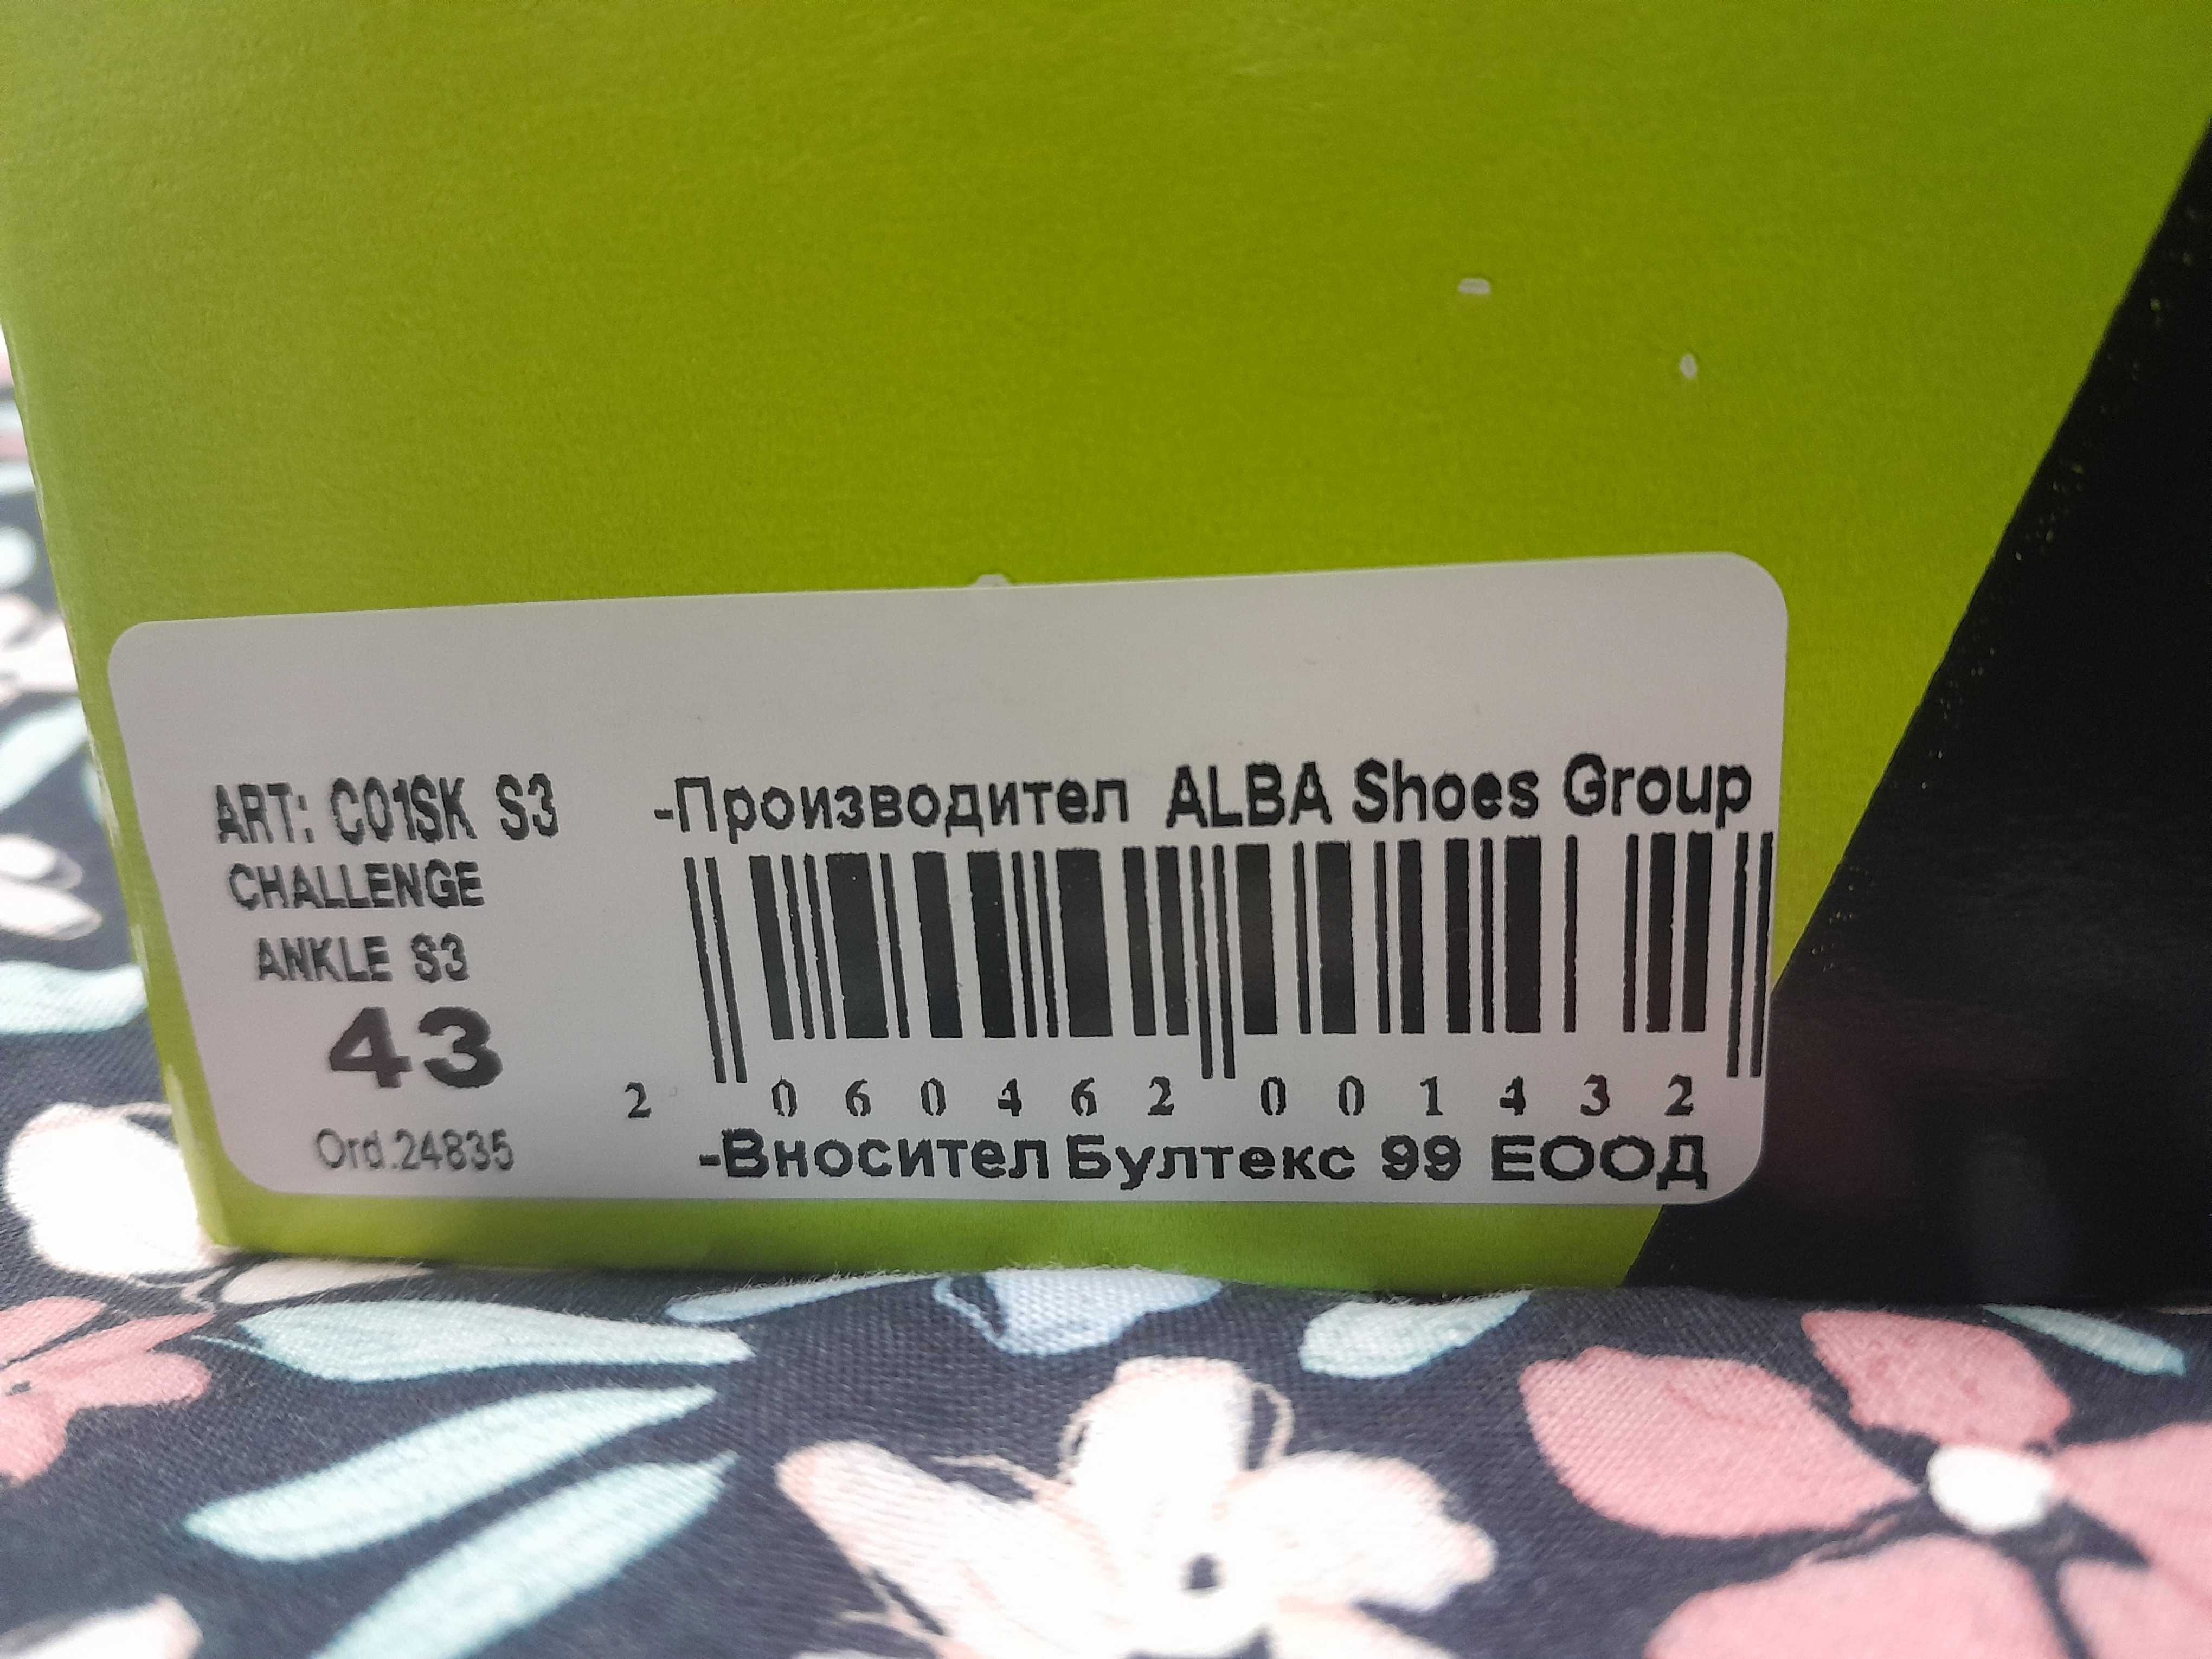 ART: C01SK S3
CHALLENGE
ANKLE S3
43
Ord.24835
-Производител ALBA Shoes Group
2 060462 001432
-Вносител Бултекс 99 ЕООД